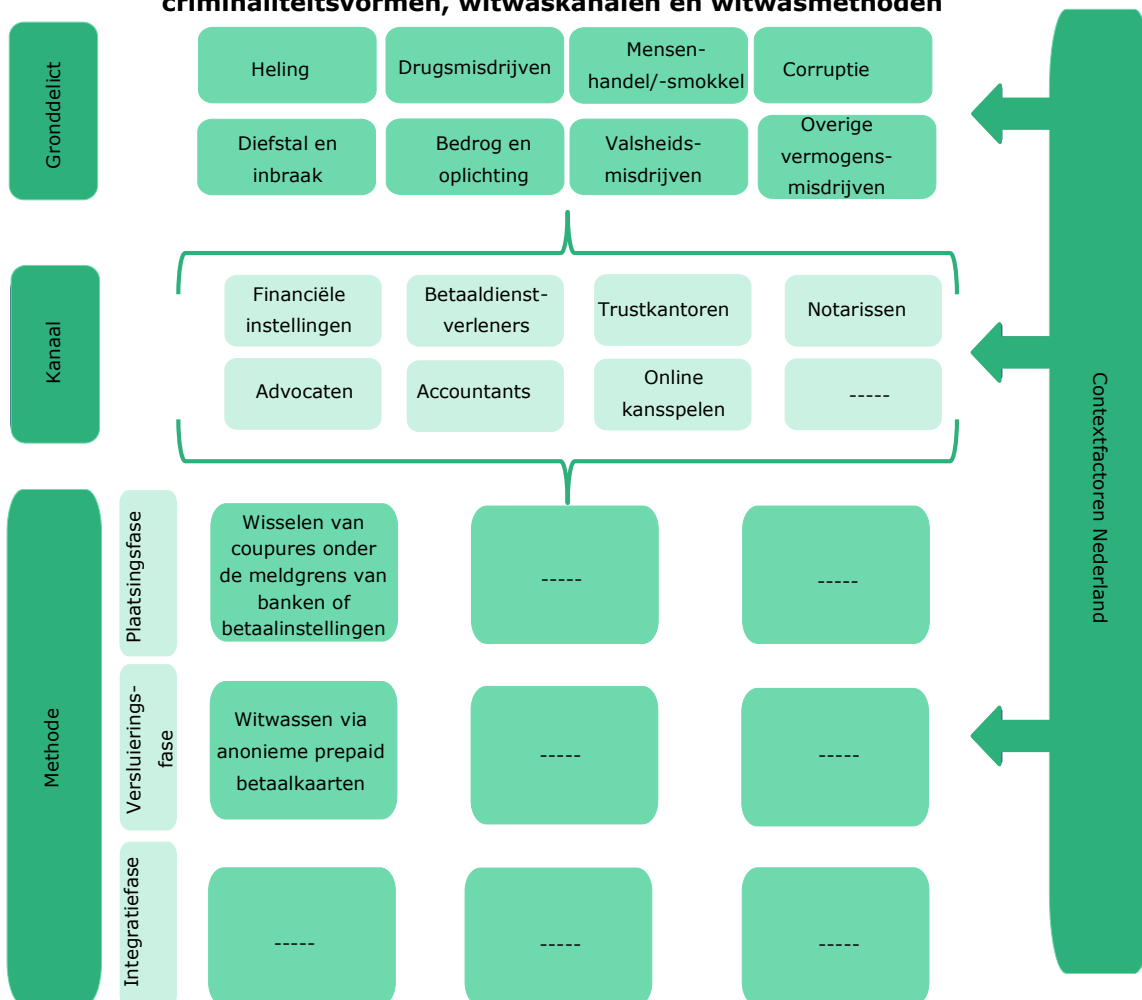 criminaliteitsvormen, witwaskanalen en witwasmethoden
Gronddelict
Heling
Drugsmisdrijven
Mensen-
handel/-smokkel
Corruptie
Diefstal en
inbraak
Bedrog en
oplichting
Valsheids-
misdrijven
Overige
vermogens-
misdrijven
Kanaal
Financiële
instellingen
Betaaldienst-
verleners
Trustkantoren
Notarissen
Advocaten
Accountants
Online
kansspelen
-----
Contextfactoren Nederland
Methode
Plaatsingsfase
Wisselen van
coupures onder
de meldgrens van
banken of
betaalinstellingen
-----
-----
Versluierings-
fase
Witwassen via
anonieme prepaid
betaalkaarten
-----
-----
Integratiefase
-----
-----
-----